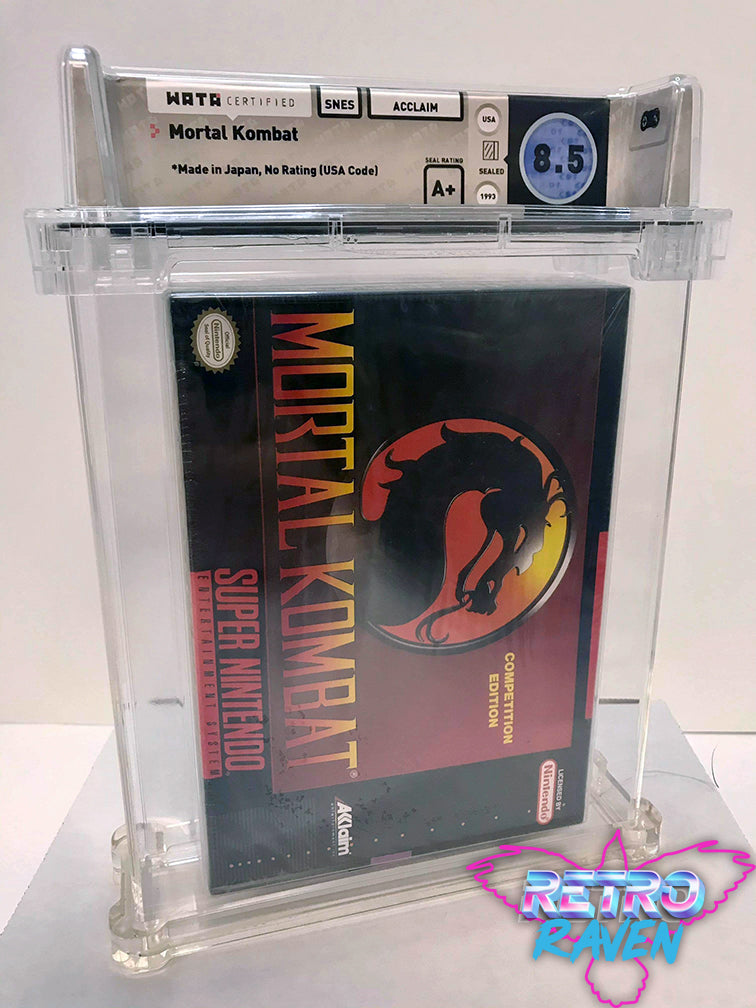 WATA CERTIFIED
SNES
ACCLAIM
Mortal Kombat
*Made in Japan, No Rating (USA Code)
SEAL RATING
A+
USA
SEALED
1993
8.5
Official
Nintendo
Seal of Quality
MORTAL KOMBAT®
SUPER NINTENDO
ENTERTAINMENT SYSTEM
COMPETITION
EDITION
LICENSED BY
Nintendo
AKklaim
RETRO
RAVEN